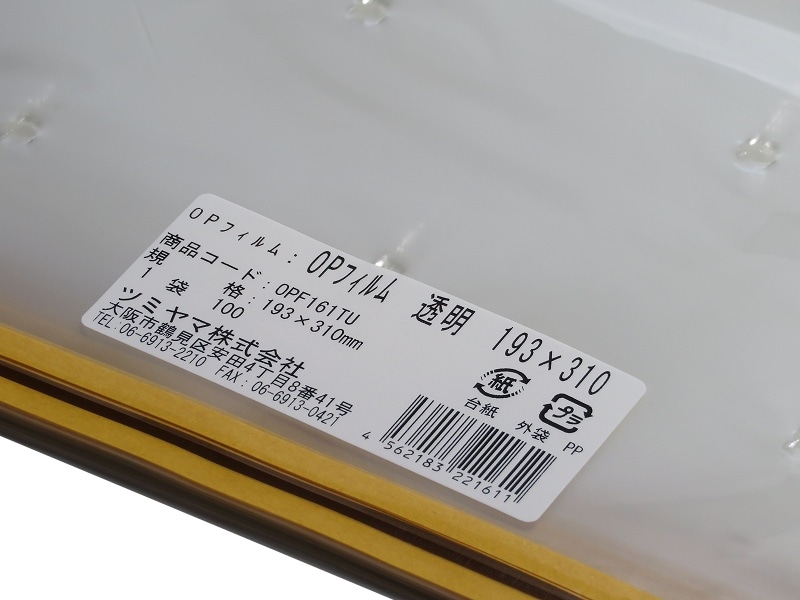 OPフィルム: OPフィルム 透明 193×310
商品コード: OPF161TU
規 格: 193×310mm
1 袋 100
ツミヤマ株式会社
大阪市鶴見区安田4丁目8番41号
TEL:06-6913-2210 FAX:06-6913-0421
紙
台紙
プラ
外袋 PP
4 562183 221611